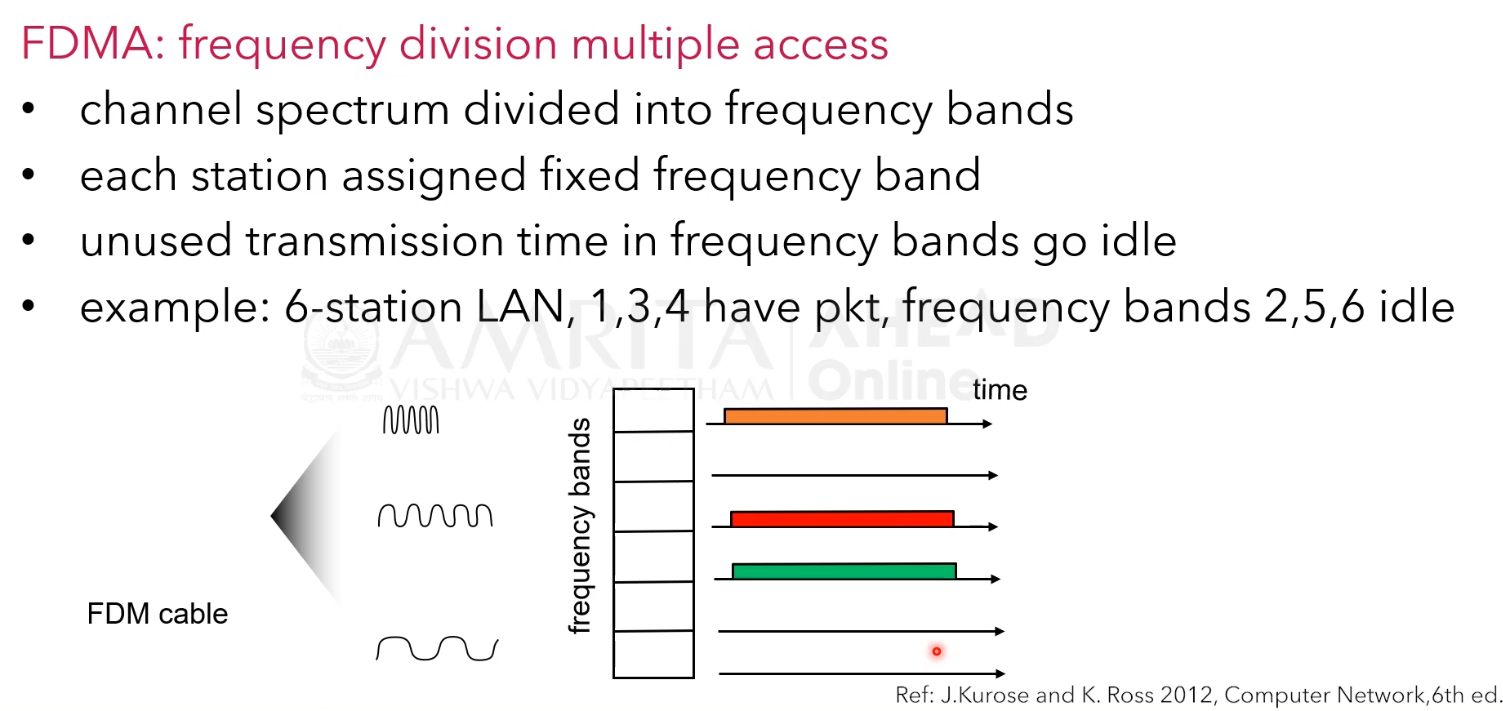 FDMA: frequency division multiple access
• channel spectrum divided into frequency bands
• each station assigned fixed frequency band
• unused transmission time in frequency bands go idle
• example: 6-station LAN, 1,3,4 have pkt, frequency bands 2,5,6 idle
AMRITA
VISHWA VIDYAPEETHAM
AHEAD
Online
time
frequency bands
FDM cable
Ref: J.Kurose and K. Ross 2012, Computer Network,6th ed.